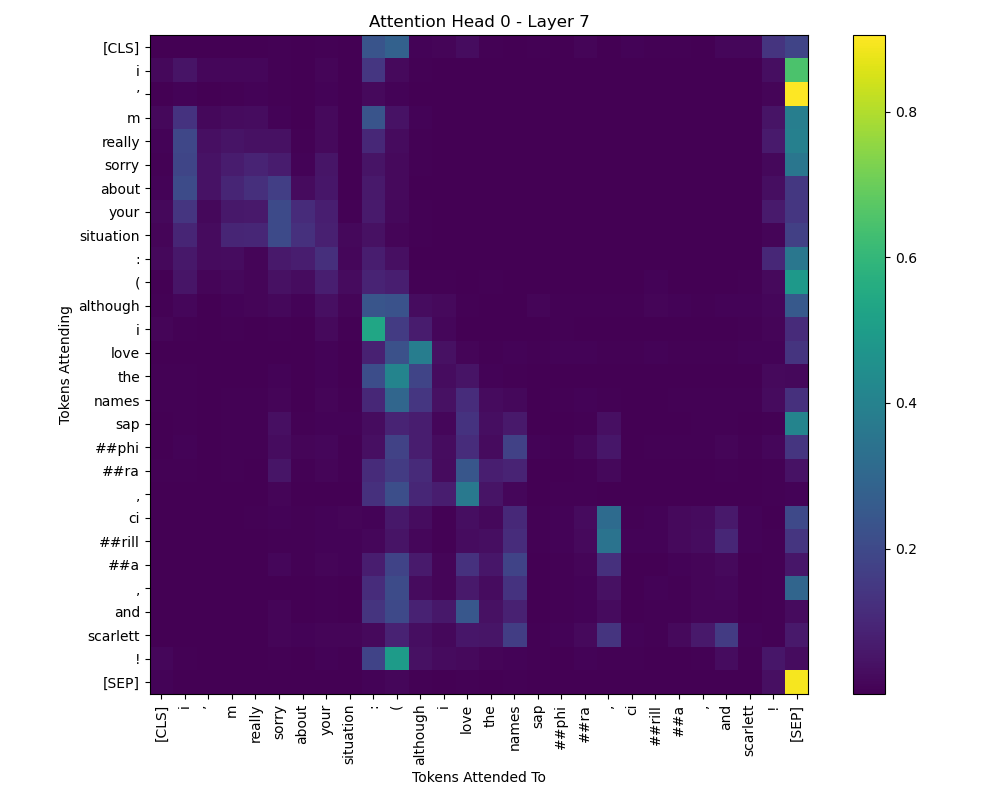 Attention Head 0 - Layer 7
[CLS]
i
’
m
really
sorry
about
your
situation
:
(
although
i
love
the
names
sap
##phi
##ra
,
ci
##rill
##a
,
and
scarlett
!
[SEP]
Tokens Attending
[CLS] i ’ m really sorry about your situation : ( although i love the names sap ##phi ##ra , ci ##rill ##a , and scarlett ! [SEP]
Tokens Attended To
0.8
0.6
0.4
0.2